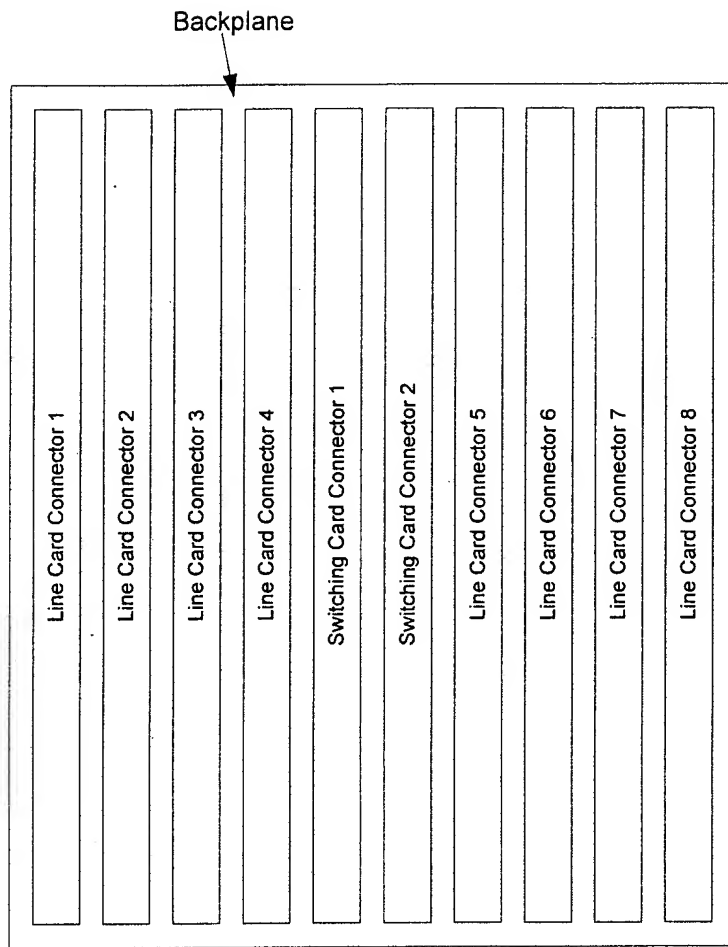 Backplane
Line Card Connector 1
Line Card Connector 2
Line Card Connector 3
Line Card Connector 4
Switching Card Connector 1
Switching Card Connector 2
Line Card Connector 5
Line Card Connector 6
Line Card Connector 7
Line Card Connector 8